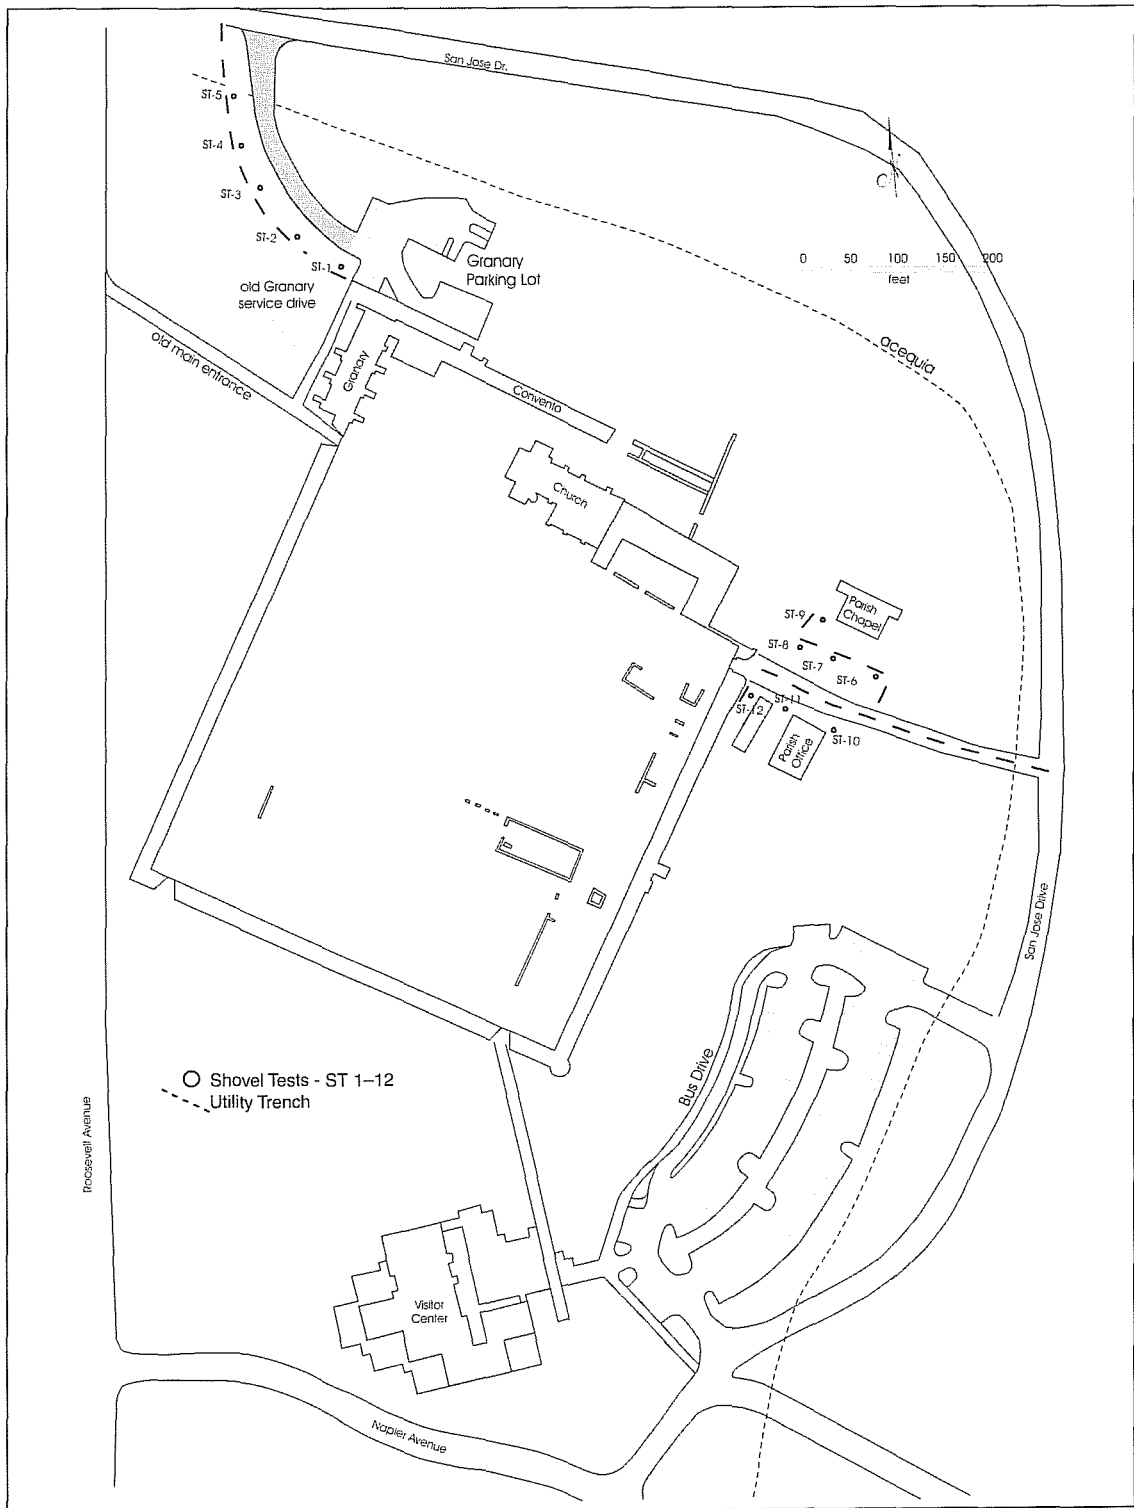 San Jose Dr.
ST-5
ST-4
ST-3
ST-2
ST-1
Granary
Parking Lot
0 50 100 150 200
feet
old Granary
service drive
old main entrance
acequia
Granary
Convento
Church
Parish
Chapel
ST-9
ST-8
ST-7
ST-6
ST-11
ST-12
ST-10
Parish
Office
San Jose Drive
Bus Drive
Shovel Tests - ST 1–12
Utility Trench
Roosevelt Avenue
Visitor
Center
Napier Avenue